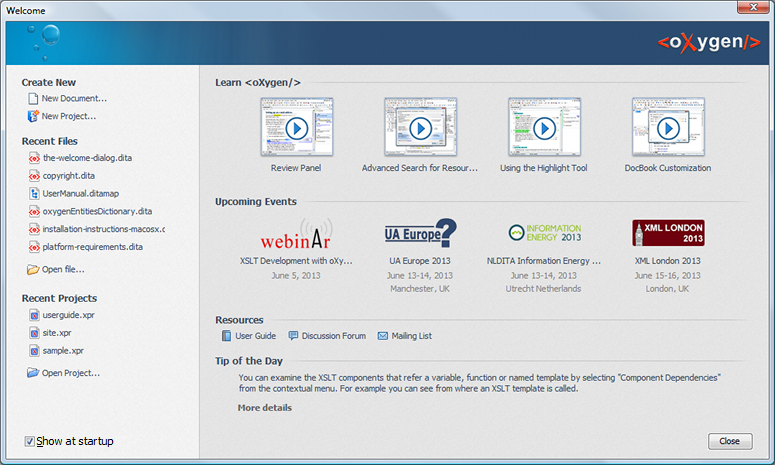 Welcome
<oXygen/>
Create New
New Document...
New Project...
Recent Files
the-welcome-dialog.dita
copyright.dita
UserManual.ditamap
oxygenEntitiesDictionary.dita
installation-instructions-macosx.c
platform-requirements.dita
Open file...
Recent Projects
userguide.xpr
site.xpr
sample.xpr
Open Project...
Show at startup
Learn <oXygen/>
Review Panel
Advanced Search for Resour...
Using the Highlight Tool
DocBook Customization
Upcoming Events
webinAr
UA Europe?
INFORMATION
ENERGY 2013
XML LONDON
2013
XSLT Development with oXy...
June 5, 2013
UA Europe 2013
June 13-14, 2013
Manchester, UK
NLDITA Information Energy ...
June 13-14, 2013
Utrecht Netherlands
XML London 2013
June 15-16, 2013
London, UK
Resources
User Guide
Discussion Forum
Mailing List
Tip of the Day
You can examine the XSLT components that refer a variable, function or named template by selecting "Component Dependencies"
from the contextual menu. For example you can see from where an XSLT template is called.
More details
Close